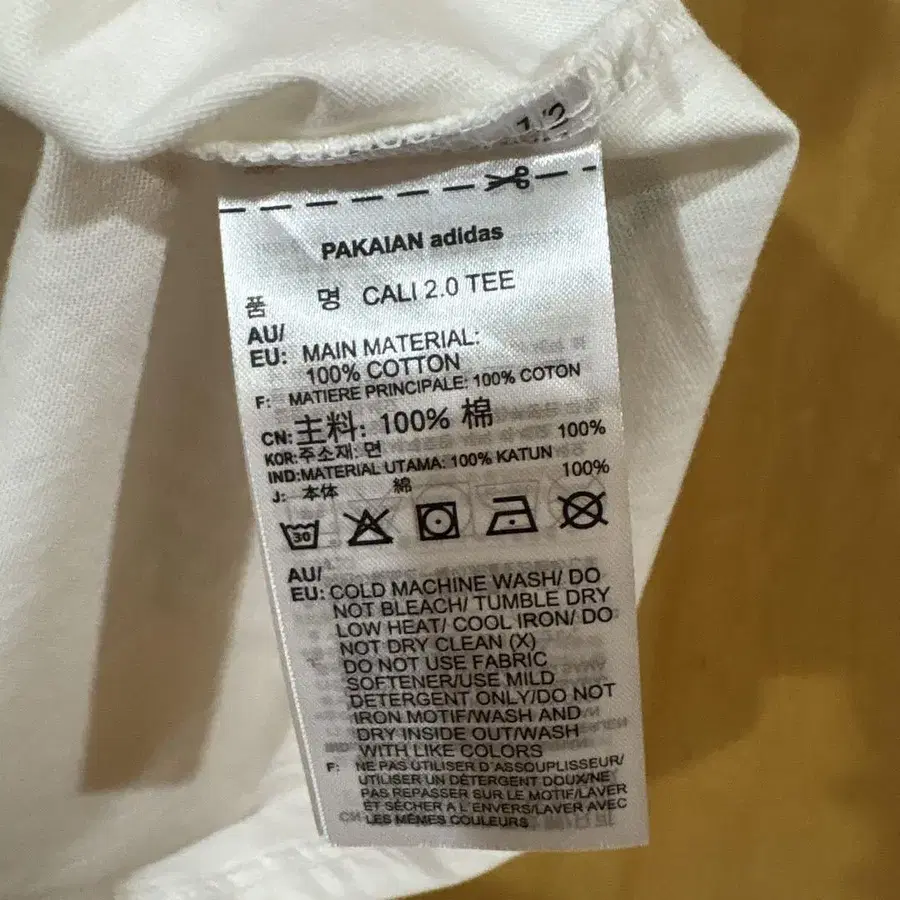 PAKAIAN adidas
품 명 CALI 2.0 TEE
AU/
EU: MAIN MATERIAL:
100% COTTON
F: MATIERE PRINCIPALE: 100% COTON
CN: 主料: 100% 棉
KOR:주소재: 면 100%
IND:MATERIAL UTAMA: 100% KATUN
J: 本体 綿 100%
30
AU/
EU: COLD MACHINE WASH/ DO
NOT BLEACH/ TUMBLE DRY
LOW HEAT/ COOL IRON/ DO
NOT DRY CLEAN (X)
DO NOT USE FABRIC
SOFTENER/USE MILD
DETERGENT ONLY/DO NOT
IRON MOTIF/WASH AND
DRY INSIDE OUT/WASH
WITH LIKE COLORS
F: NE PAS UTILISER D'ASSOUPLISSEUR/
UTILISER UN DÉTERGENT DOUX/NE
PAS REPASSER SUR LE MOTIF/LAVER
ET SÉCHER A L'ENVERS/LAVER AVEC
LES MÊMES COULEURS